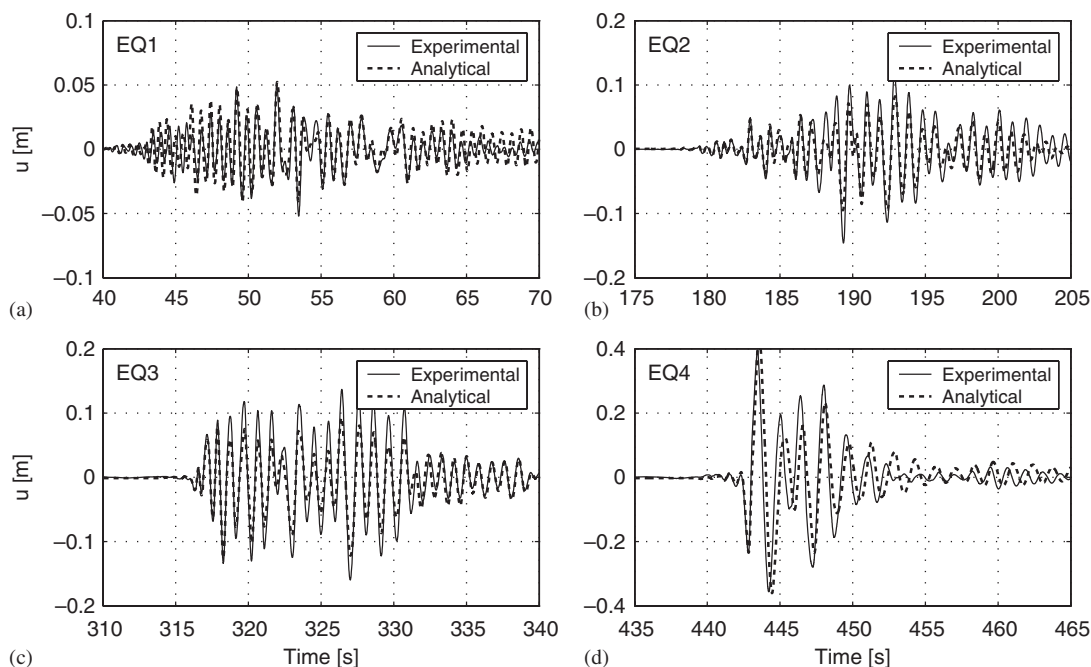 0.1
0.05
0
−0.05
−0.1
u [m]
EQ1
Experimental
Analytical
40 45 50 55 60 65 70
(a)
0.2
0.1
0
−0.1
−0.2
EQ2
Experimental
Analytical
175 180 185 190 195 200 205
(b)
0.2
0.1
0
−0.1
−0.2
u [m]
EQ3
Experimental
Analytical
310 315 320 325 330 335 340
Time [s]
(c)
0.4
0.2
0
−0.2
−0.4
EQ4
Experimental
Analytical
435 440 445 450 455 460 465
Time [s]
(d)